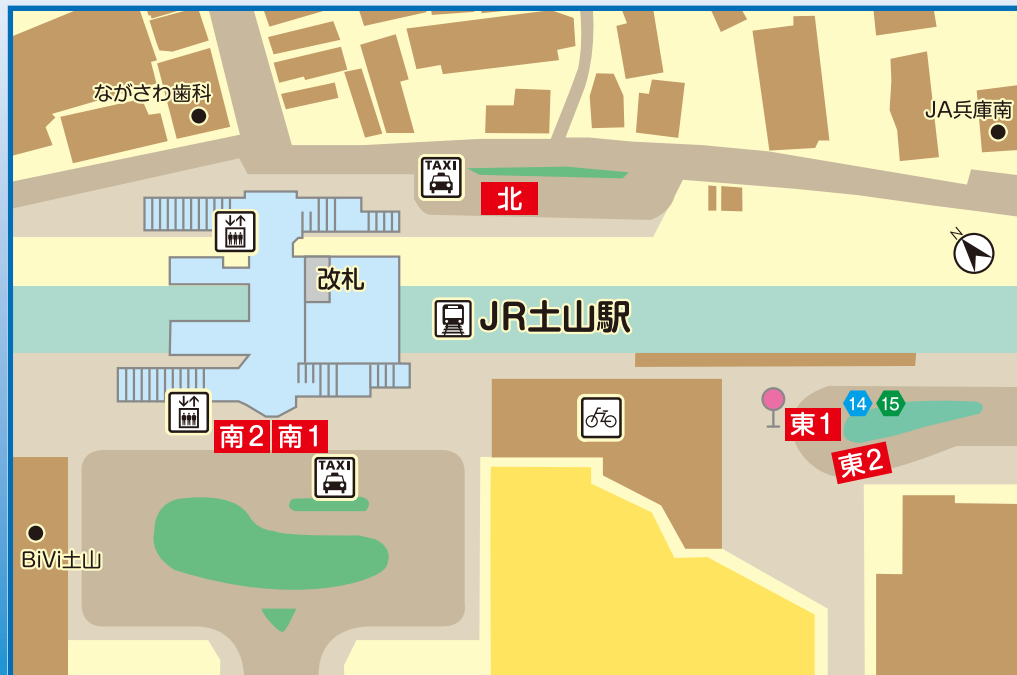 ながさわ歯科
JA兵庫南
TAXI
北
N
改札
JR土山駅
14
15
東1
東2
南2
南1
TAXI
BiVi土山